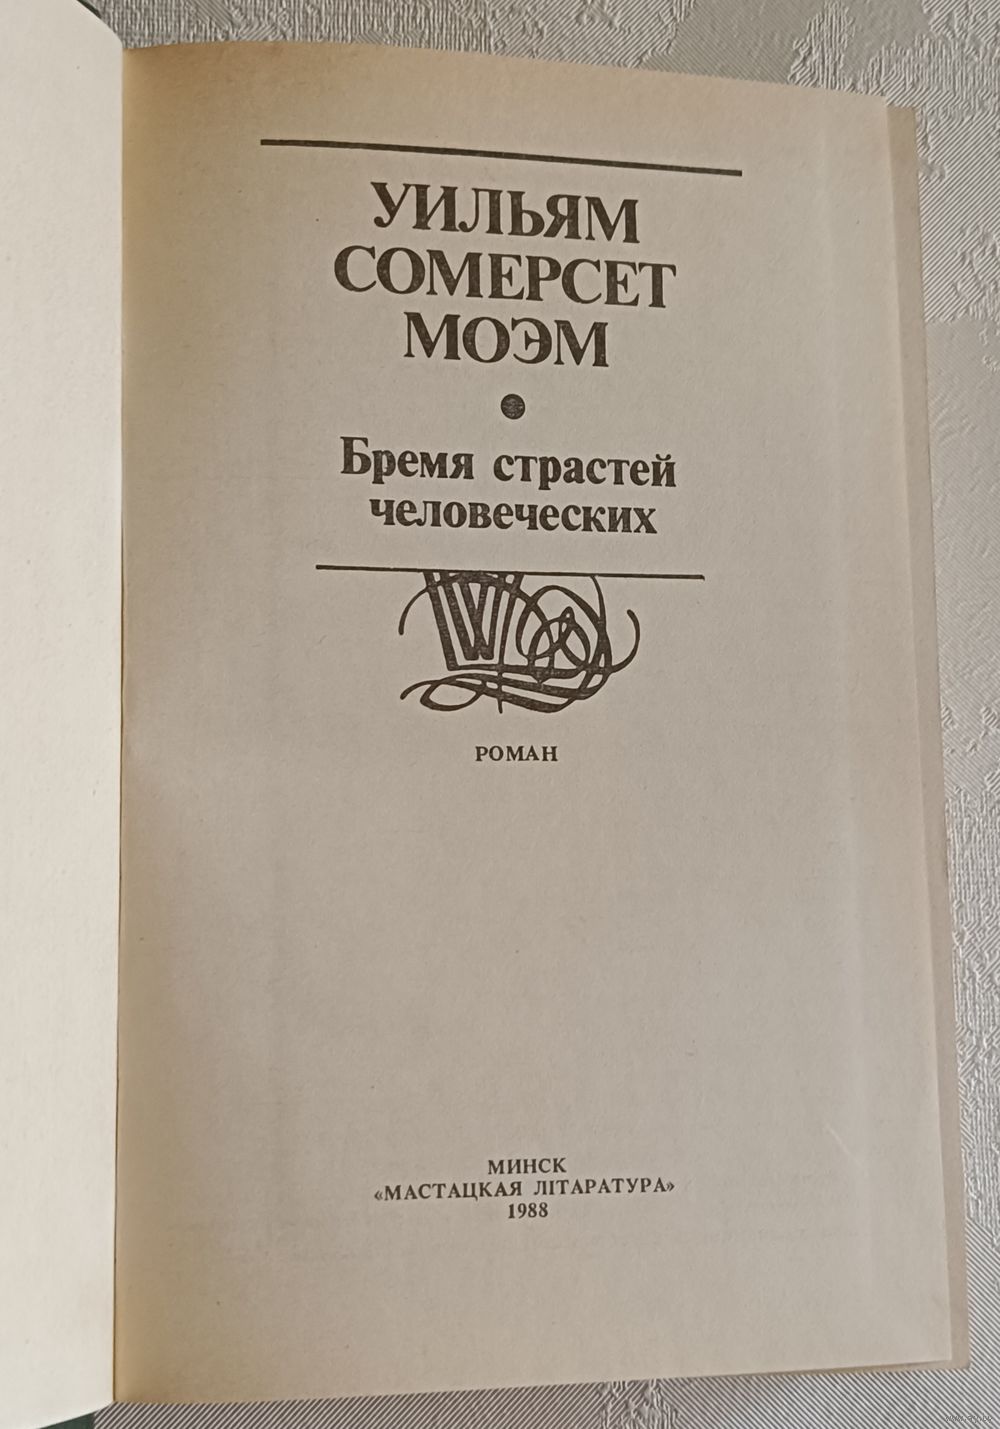 УИЛЬЯМ
СОМЕРСЕТ
МОЭМ
Бремя страстей
человеческих
РОМАН
МИНСК
«МАСТАЦКАЯ ЛІТАРАТУРА»
1988